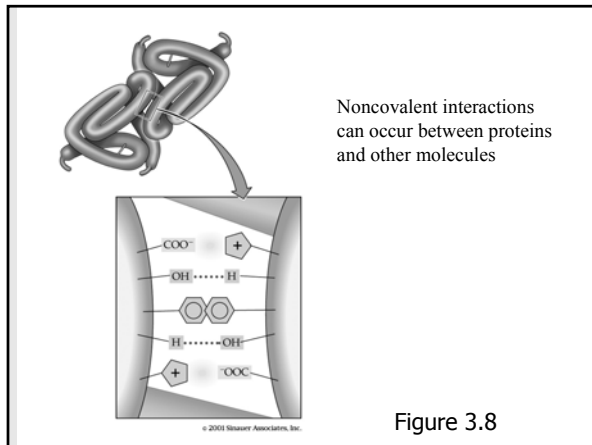 Noncovalent interactions
can occur between proteins
and other molecules
COO⁻ +
OH H
H OH
+ ⁻OOC
© 2001 Sinauer Associates, Inc.
Figure 3.8